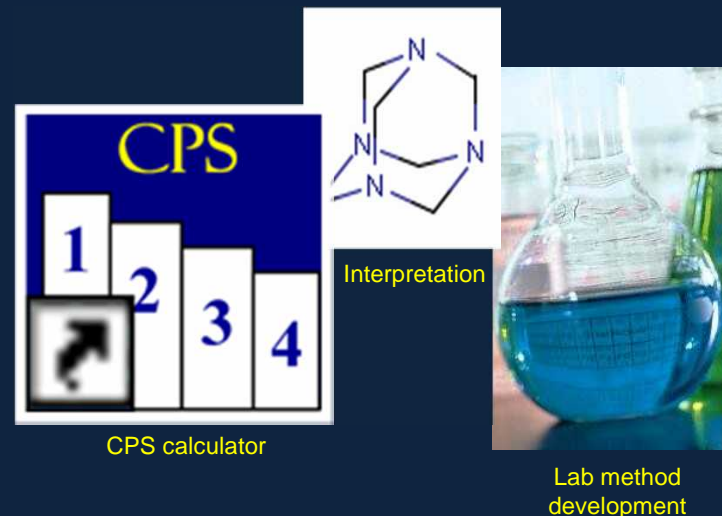 CPS
1
2
3
4
CPS calculator
N
N
N
N
Interpretation
Lab method
development